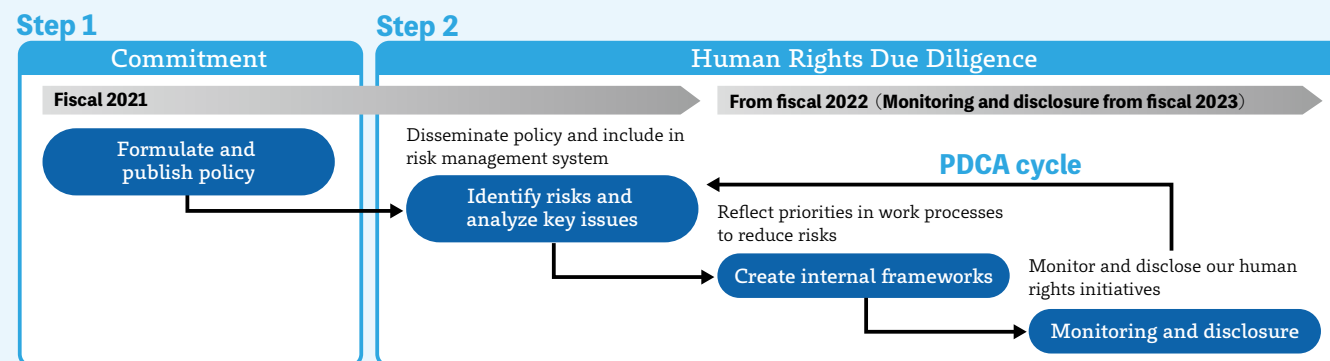 Step 1
Step 2
Commitment
Human Rights Due Diligence
Fiscal 2021
From fiscal 2022（Monitoring and disclosure from fiscal 2023）
Formulate and
publish policy
Disseminate policy and include in
risk management system
Identify risks and
analyze key issues
PDCA cycle
Reflect priorities in work processes
to reduce risks
Create internal frameworks
Monitor and disclose our human
rights initiatives
Monitoring and disclosure